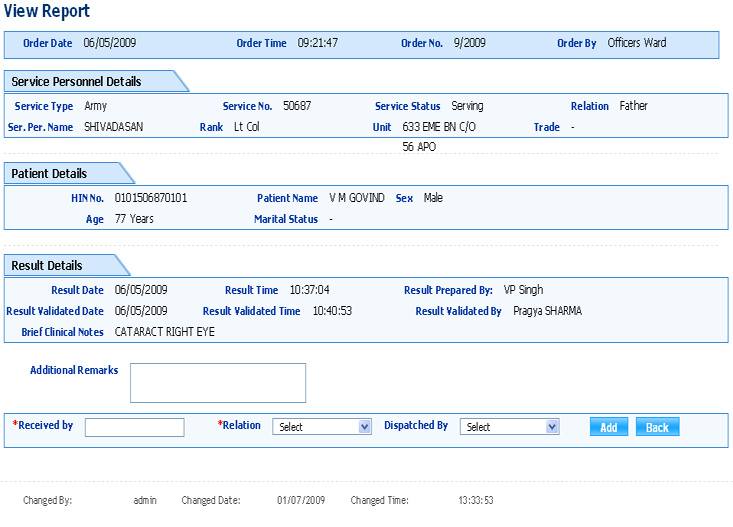 View Report
Order Date 06/05/2009 Order Time 09:21:47 Order No. 9/2009 Order By Officers Ward
Service Personnel Details
Service Type Army Service No. 50687 Service Status Serving Relation Father
Ser. Per. Name SHIVADASAN Rank Lt Col Unit 633 EME BN C/O Trade -
56 APO
Patient Details
HIN No. 0101506870101 Patient Name V M GOVIND Sex Male
Age 77 Years Marital Status -
Result Details
Result Date 06/05/2009 Result Time 10:37:04 Result Prepared By: VP Singh
Result Validated Date 06/05/2009 Result Validated Time 10:40:53 Result Validated By Pragya SHARMA
Brief Clinical Notes CATARACT RIGHT EYE
Additional Remarks
*Received by *Relation Select Dispatched By Select Add Back
Changed By: admin Changed Date: 01/07/2009 Changed Time: 13:33:53